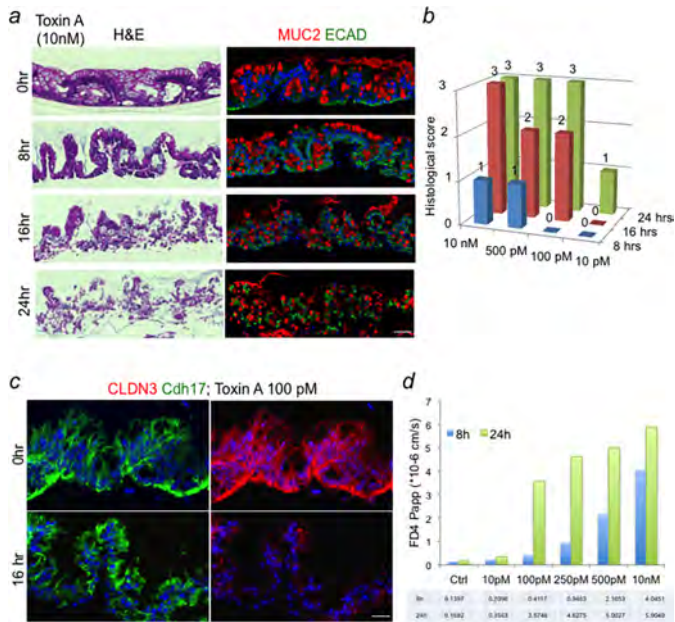 a
Toxin A
(10nM)
H&E
MUC2 ECAD
0hr
8hr
16hr
24hr
b
Histological score
3
2
1
0
3
3
3
3
2
2
1
1
1
0
0
0
10 nM
500 pM
100 pM
10 pM
24 hrs
16 hrs
8 hrs
c
CLDN3 Cdh17; Toxin A 100 pM
0hr
16 hr
d
FD4 Papp (*10-6 cm/s)
7
6
5
4
3
2
1
0
8h
24h
Ctrl 10pM 100pM 250pM 500pM 10nM
24h